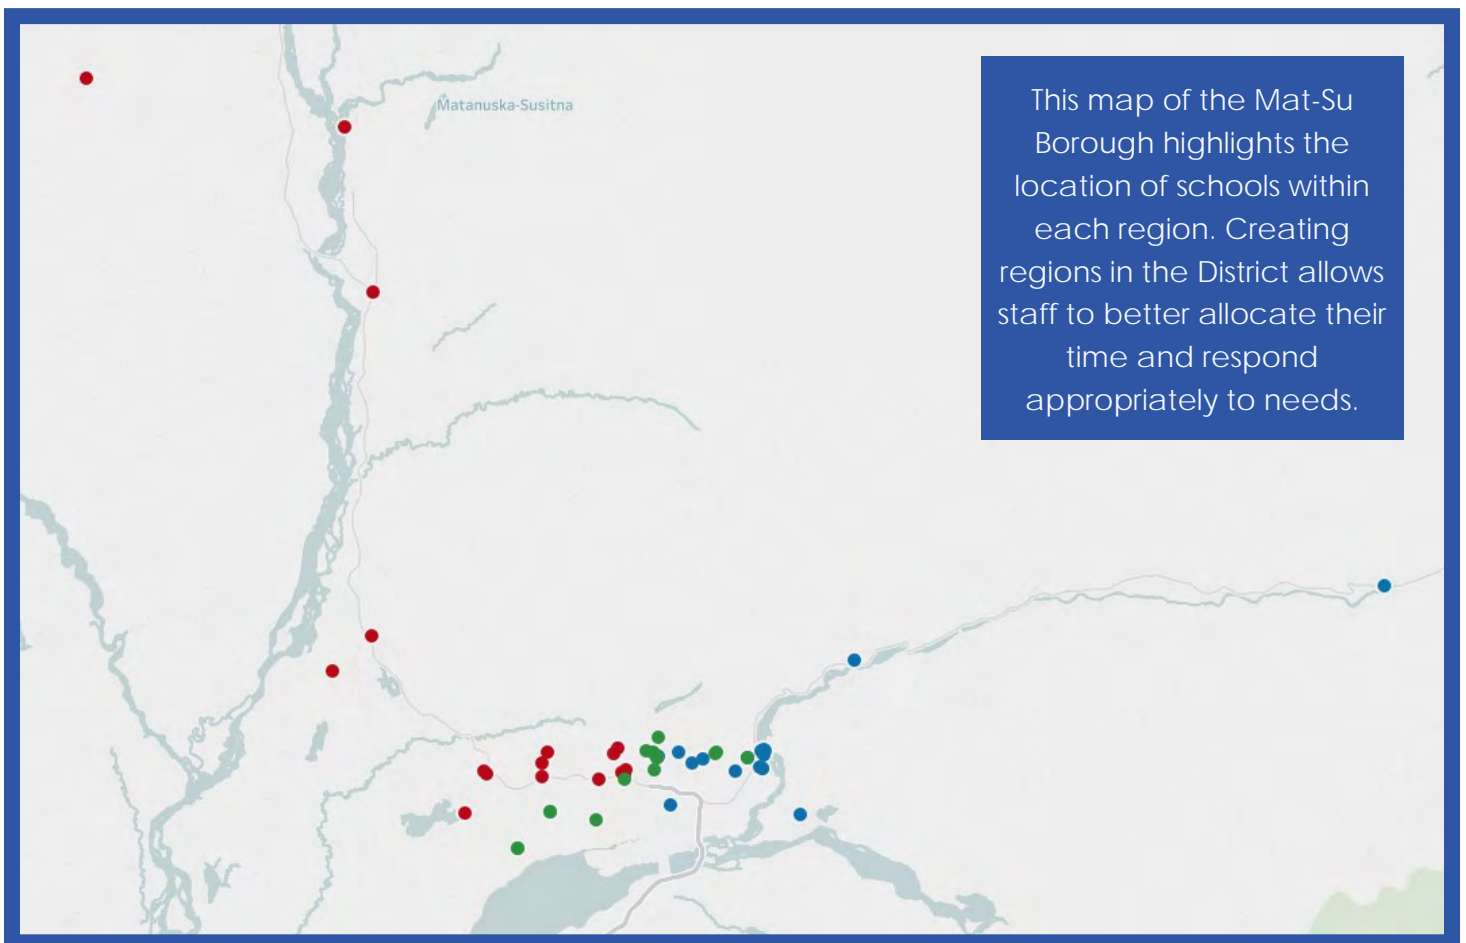 Matanuska-Susitna
This map of the Mat-Su
Borough highlights the
location of schools within
each region. Creating
regions in the District allows
staff to better allocate their
time and respond
appropriately to needs.